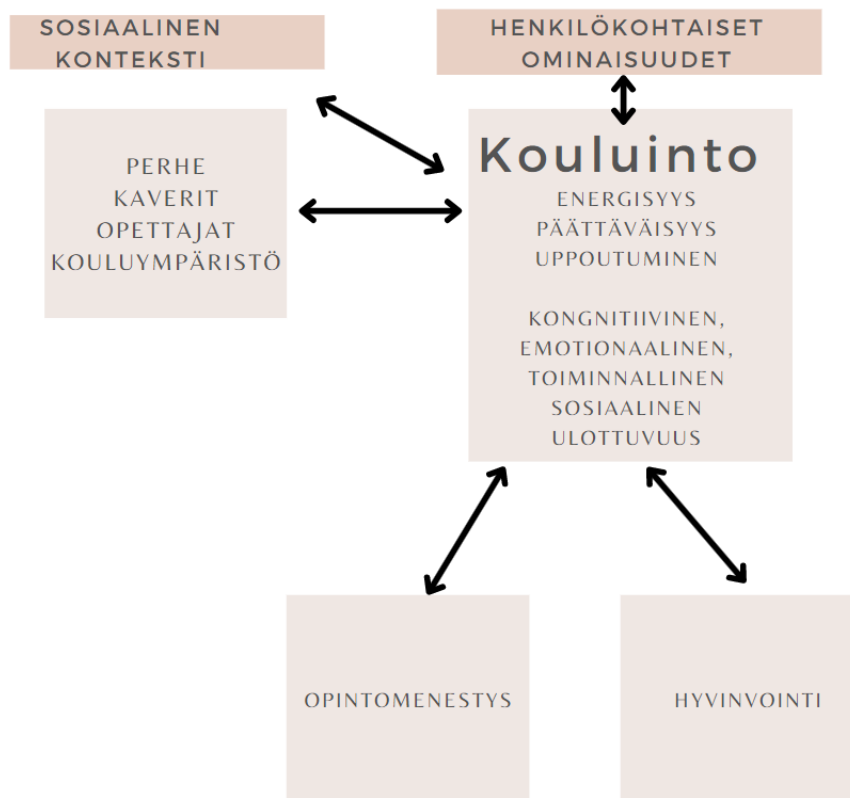 SOSIAALINEN
KONTEKSTI
HENKILÖKOHTAISET
OMINAISUUDET
PERHE
KAVERIT
OPETTAJAT
KOULUYMPÄRISTÖ
Kouluinto
ENERGISYYS
PÄÄTTÄVÄISYYS
UPPOUTUMINEN
KONGNITIIVINEN,
EMOTIONAALINEN,
TOIMINNALLINEN
SOSIAALINEN
ULOTTUVUUS
OPINTOMENESTYS
HYVINVOINTI